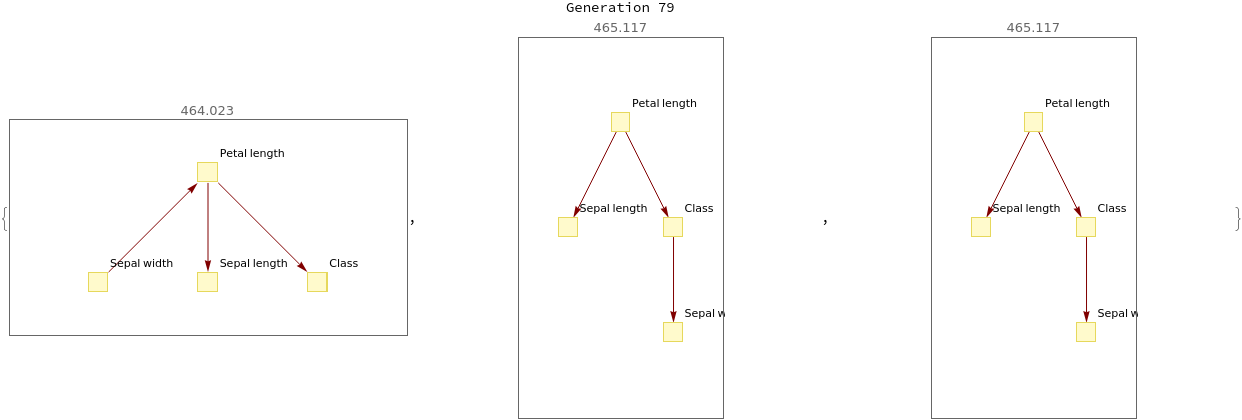 Generation 79
464.023
Petal length
Sepal width
Sepal length
Class
,
465.117
Petal length
Sepal length
Class
Sepal w
,
465.117
Petal length
Sepal length
Class
Sepal w